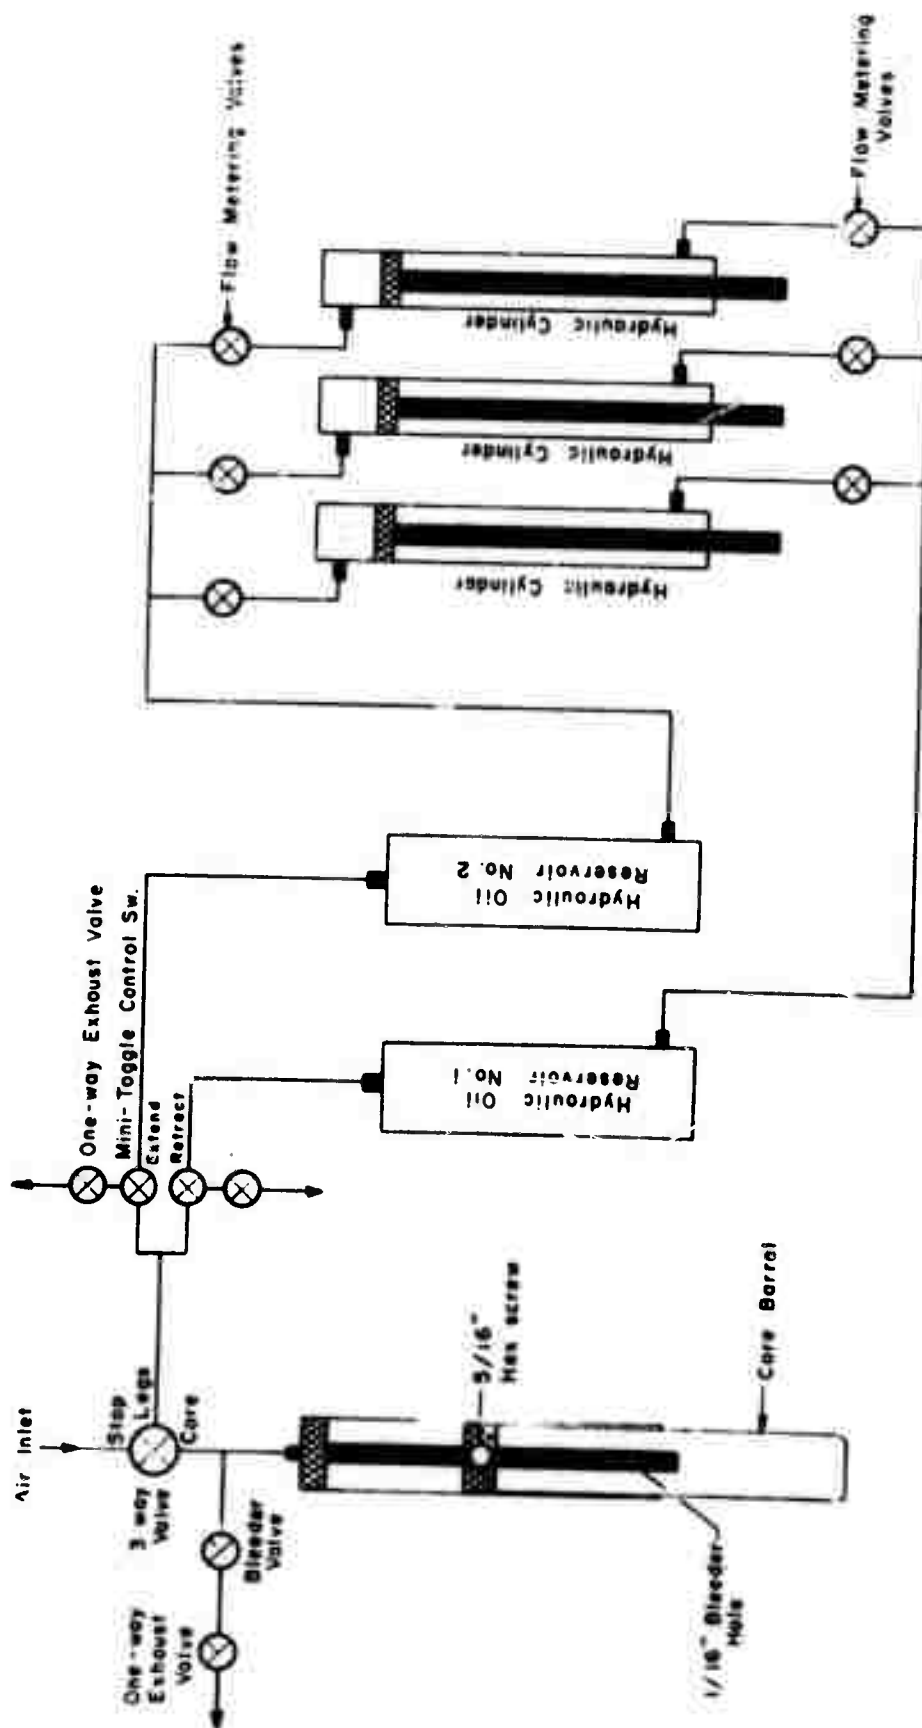 Air Inlet
3-way
Valve
Stop
Legs
Core
One-way
Exhaust
Valve
Bleeder
Valve
One-way Exhaust Valve
Mini-Toggle Control Sw.
Extend
Retract
5/16"
Hex screw
Core Barrel
1/16" Bleeder
Hole
Hydraulic Oil
Reservoir No. 1
Hydraulic Oil
Reservoir No. 2
Hydraulic Cylinder
Hydraulic Cylinder
Hydraulic Cylinder
Flow Metering Valves
Flow Metering
Valves